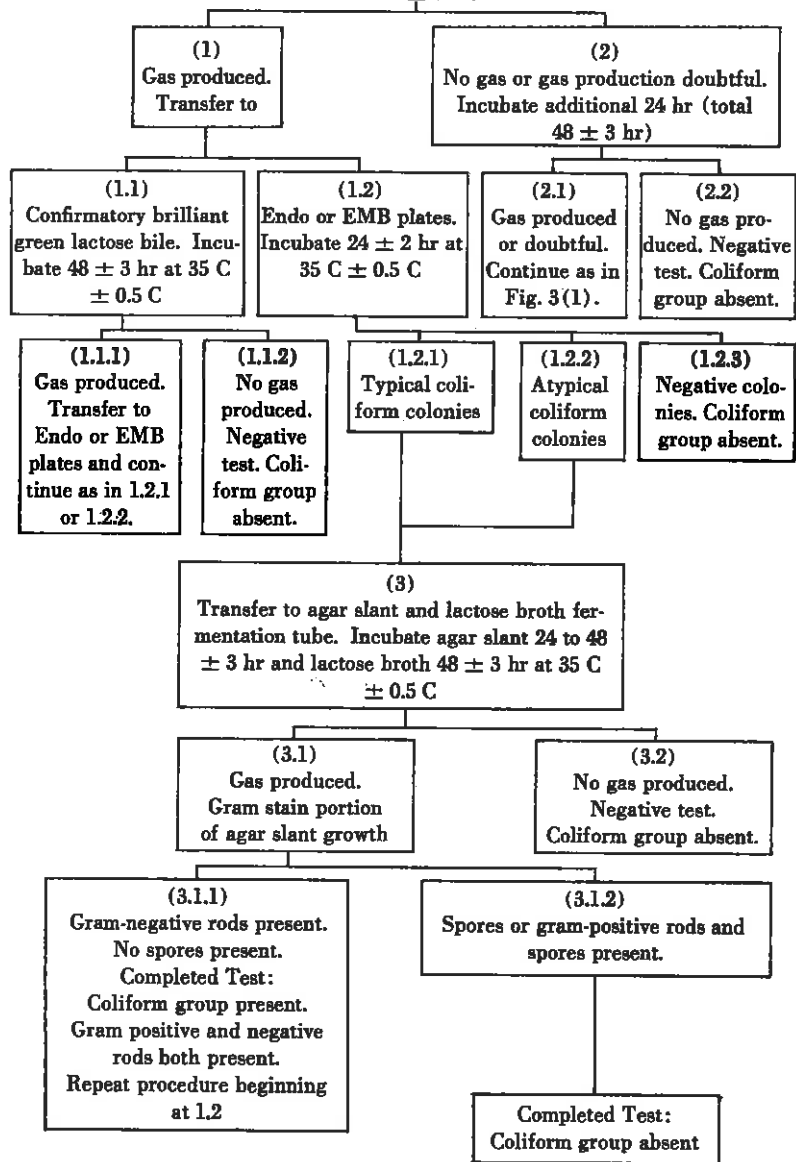 (1)
Gas produced.
Transfer to
(2)
No gas or gas production doubtful.
Incubate additional 24 hr (total
48 ± 3 hr)
(1.1)
Confirmatory brilliant
green lactose bile. Incu-
bate 48 ± 3 hr at 35 C
± 0.5 C
(1.2)
Endo or EMB plates.
Incubate 24 ± 2 hr at
35 C ± 0.5 C
(2.1)
Gas produced
or doubtful.
Continue as in
Fig. 3(1).
(2.2)
No gas pro-
duced. Negative
test. Coliform
group absent.
(1.1.1)
Gas produced.
Transfer to
Endo or EMB
plates and con-
tinue as in 1.2.1
or 1.2.2.
(1.1.2)
No gas
produced.
Negative
test. Coli-
form group
absent.
(1.2.1)
Typical coli-
form colonies
(1.2.2)
Atypical
coliform
colonies
(1.2.3)
Negative colo-
nies. Coliform
group absent.
(3)
Transfer to agar slant and lactose broth fer-
mentation tube. Incubate agar slant 24 to 48
± 3 hr and lactose broth 48 ± 3 hr at 35 C
± 0.5 C
(3.1)
Gas produced.
Gram stain portion
of agar slant growth
(3.2)
No gas produced.
Negative test.
Coliform group absent.
(3.1.1)
Gram-negative rods present.
No spores present.
Completed Test:
Coliform group present.
Gram positive and negative
rods both present.
Repeat procedure beginning
at 1.2
(3.1.2)
Spores or gram-positive rods and
spores present.
Completed Test:
Coliform group absent